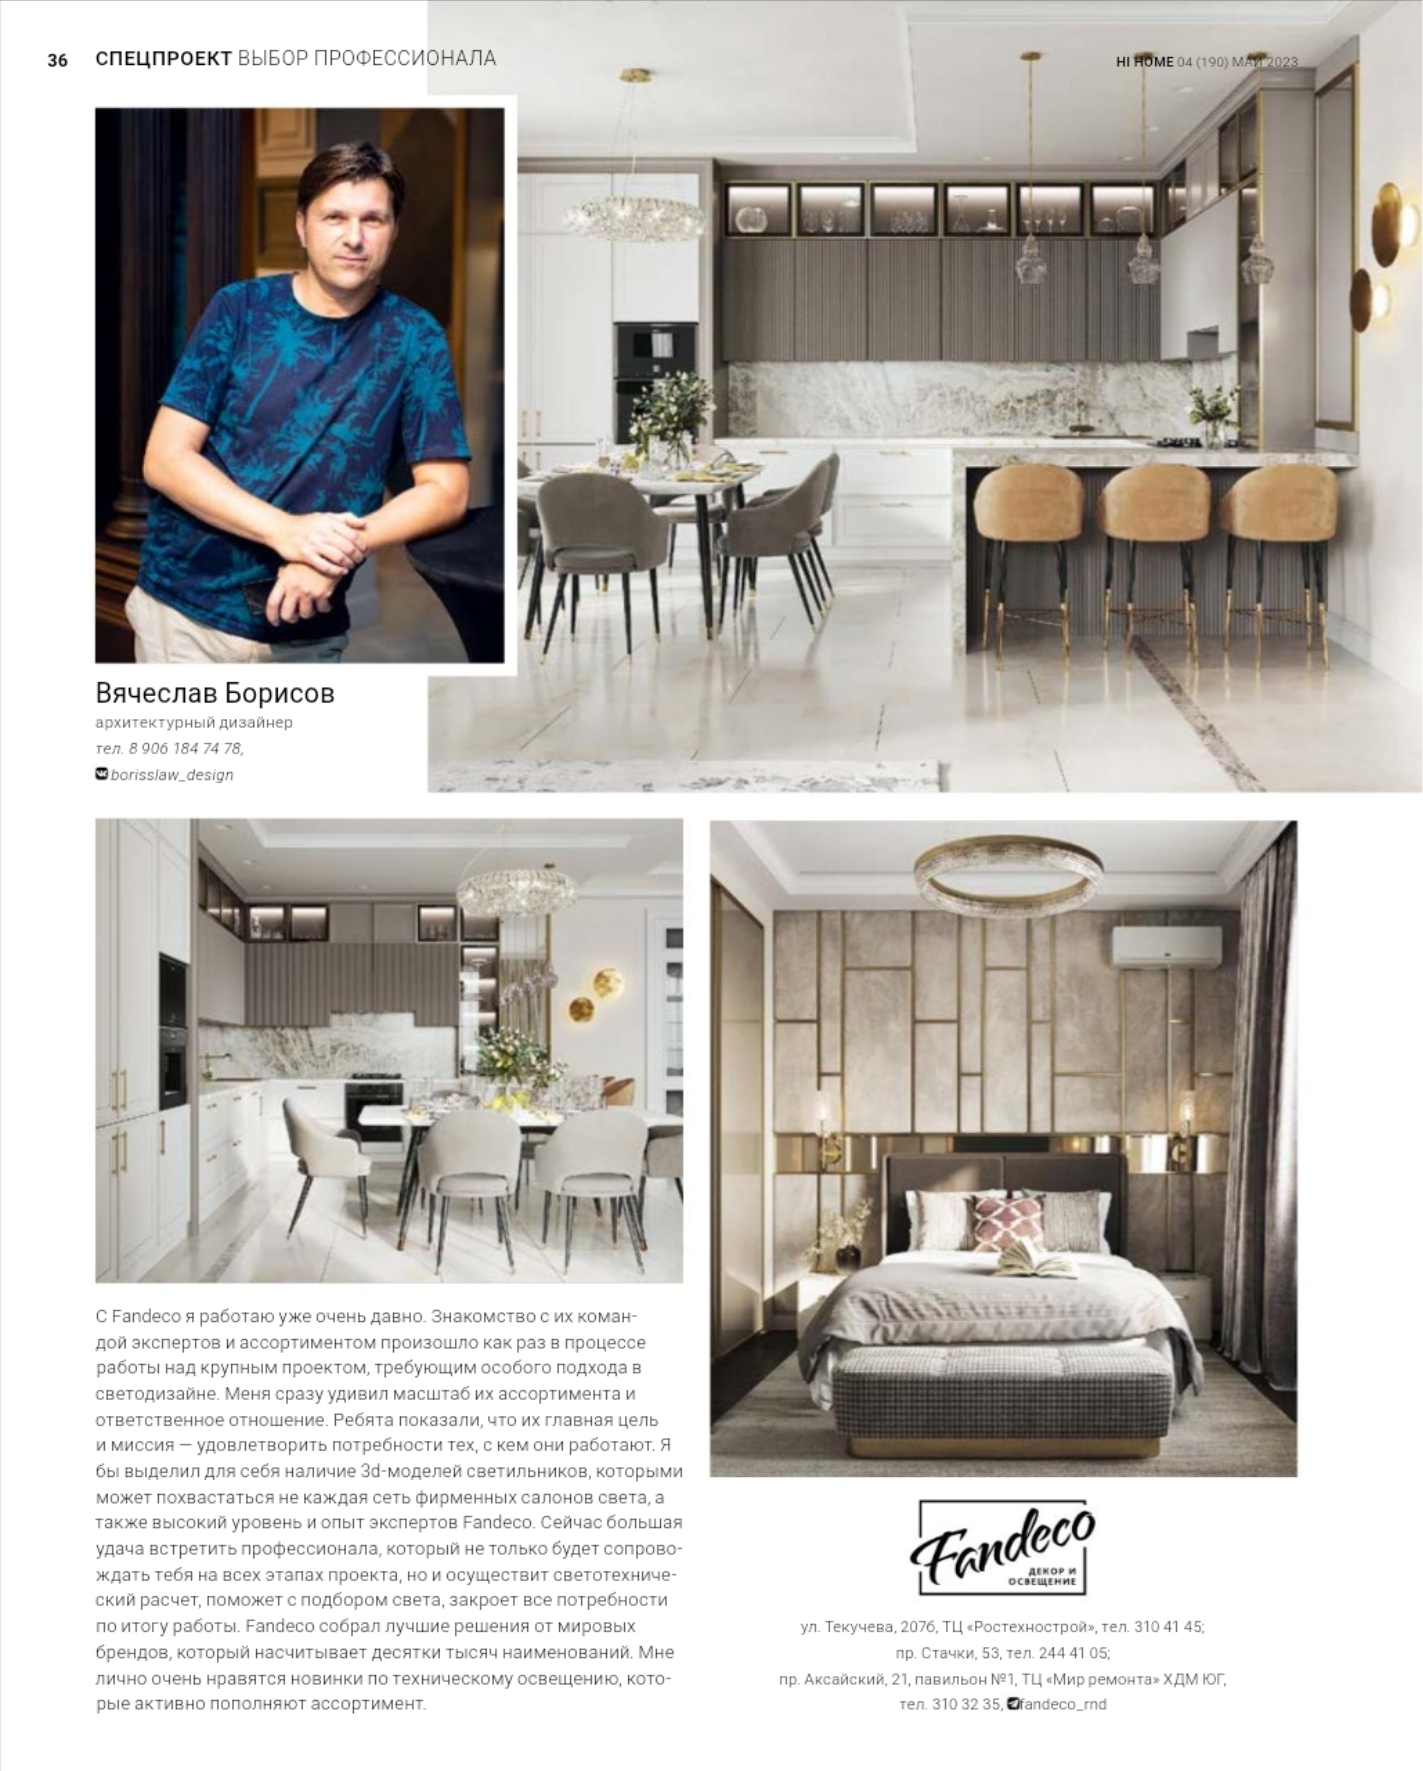 36 СПЕЦПРОЕКТ ВЫБОР ПРОФЕССИОНАЛА
HI HOME 04 (190) МАЙ 2023
Вячеслав Борисов
архитектурный дизайнер
тел. 8 906 184 74 78,
borisslaw_design
С Fandeco я работаю уже очень давно. Знакомство с их коман-
дой экспертов и ассортиментом произошло как раз в процессе
работы над крупным проектом, требующим особого подхода в
светодизайне. Меня сразу удивил масштаб их ассортимента и
ответственное отношение. Ребята показали, что их главная цель
и миссия — удовлетворить потребности тех, с кем они работают. Я
бы выделил для себя наличие 3d-моделей светильников, которыми
может похвастаться не каждая сеть фирменных салонов света, а
также высокий уровень и опыт экспертов Fandeco. Сейчас большая
удача встретить профессионала, который не только будет сопрово-
ждать тебя на всех этапах проекта, но и осуществит светотехниче-
ский расчет, поможет с подбором света, закроет все потребности
по итогу работы. Fandeco собрал лучшие решения от мировых
брендов, который насчитывает десятки тысяч наименований. Мне
лично очень нравятся новинки по техническому освещению, кото-
рые активно пополняют ассортимент.
Fandeco
ДЕКОР И
ОСВЕЩЕНИЕ
ул. Текучева, 207б, ТЦ «Ростехнострой», тел. 310 41 45;
пр. Стачки, 53, тел. 244 41 05;
пр. Аксайский, 21, павильон №1, ТЦ «Мир ремонта» ХДМ ЮГ,
тел. 310 32 35, fandeco_rnd